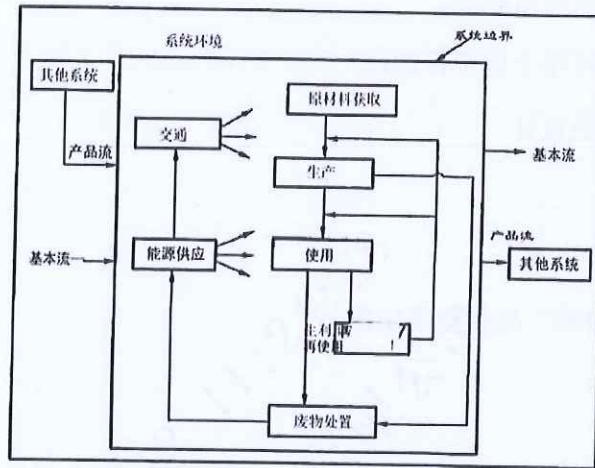 系统环境
系统边界
其他系统
原材料获取
交通
产品流
生产
基本流
产品流
基本流
能源供应
使用
其他系统
再使用
废物处置